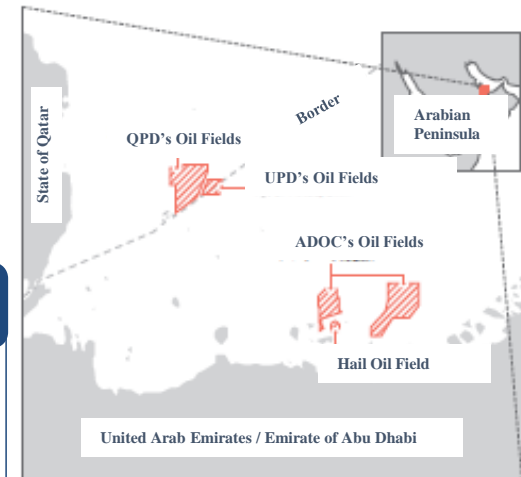 Border
Arabian
Peninsula
State of Qatar
QPD's Oil Fields
UPD's Oil Fields
ADOC's Oil Fields
Hail Oil Field
United Arab Emirates / Emirate of Abu Dhabi